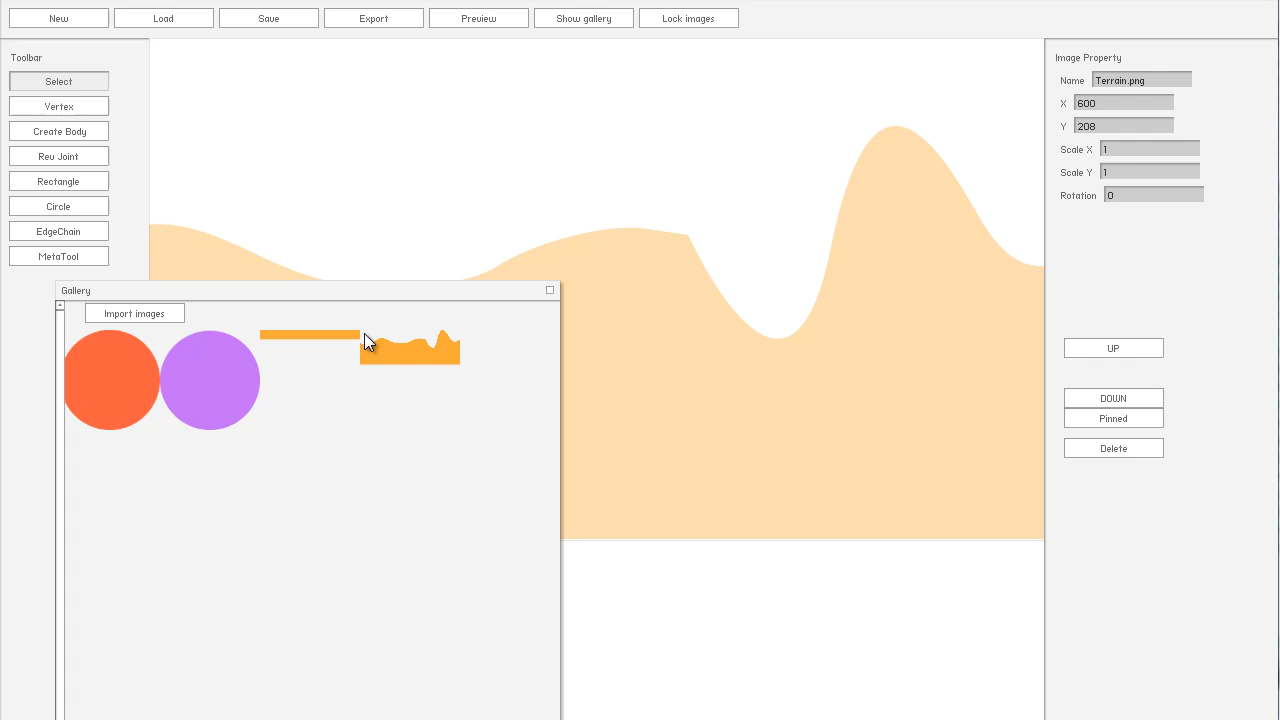 New Load Save Export Preview Show gallery Lock images
Toolbar
Select
Vertex
Create Body
Rev Joint
Rectangle
Circle
EdgeChain
MetaTool
Gallery
Import images
Image Property
Name Terrain.png
X 600
Y 208
Scale X 1
Scale Y 1
Rotation 0
UP
DOWN
Pinned
Delete